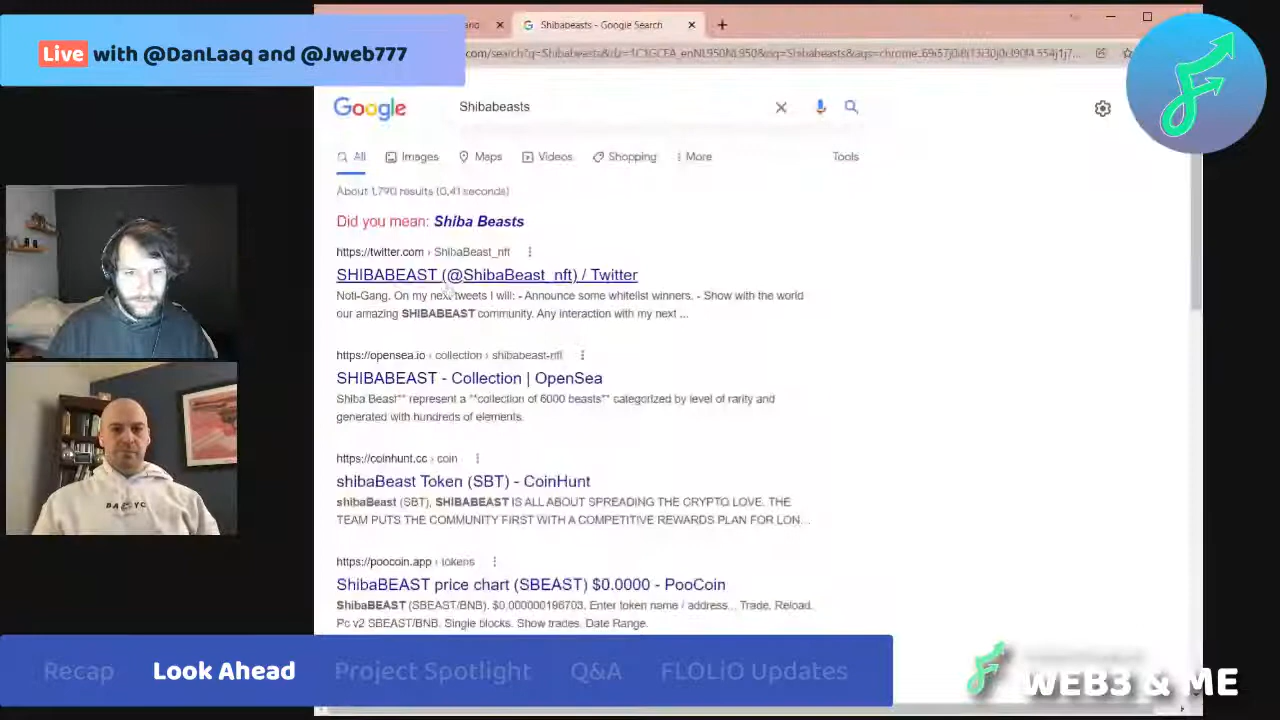 Live with @DanLaaq and @Jweb777
Shibabeasts - Google Search
Google
Shibabeasts
All Images Maps Videos Shopping More Tools
About 1,790 results (0,41 seconds)
Did you mean: Shiba Beasts
https://twitter.com › ShibaBeast_nft
SHIBABEAST (@ShibaBeast_nft) / Twitter
Noti-Gang. On my next tweets I will: - Announce some whitelist winners. - Show with the world
our amazing SHIBABEAST community. Any interaction with my next ...
https://opensea.io › collection › shibabeast-nft
SHIBABEAST - Collection | OpenSea
Shiba Beast** represent a **collection of 6000 beasts** categorized by level of rarity and
generated with hundreds of elements.
https://coinhunt.cc › coin
shibaBeast Token (SBT) - CoinHunt
shibaBeast (SBT), SHIBABEAST IS ALL ABOUT SPREADING THE CRYPTO LOVE. THE
TEAM PUTS THE COMMUNITY FIRST WITH A COMPETITIVE REWARDS PLAN FOR LON...
https://poocoin.app › tokens
ShibaBEAST price chart (SBEAST) $0.0000 - PooCoin
ShibaBEAST (SBEAST/BNB). $0.000000196703. Enter token name / address... Trade. Reload.
Pc v2 SBEAST/BNB. Single blocks. Show trades. Date Range.
Recap Look Ahead Project Spotlight Q&A FLOLiO Updates
WEB3 & ME